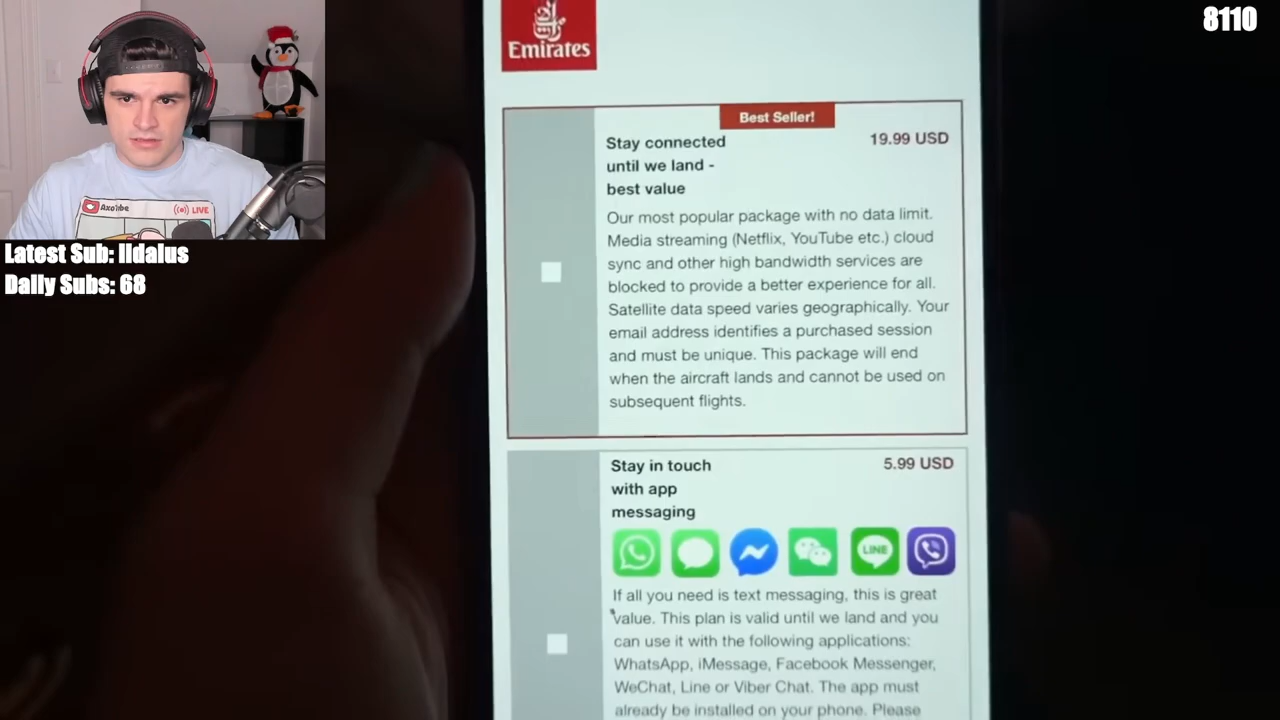 8110
Emirates
Best Seller!
Stay connected
until we land -
best value
19.99 USD
Our most popular package with no data limit.
Media streaming (Netflix, YouTube etc.) cloud
sync and other high bandwidth services are
blocked to provide a better experience for all.
Satellite data speed varies geographically. Your
email address identifies a purchased session
and must be unique. This package will end
when the aircraft lands and cannot be used on
subsequent flights.
Stay in touch
with app
messaging
5.99 USD
LINE
If all you need is text messaging, this is great
value. This plan is valid until we land and you
can use it with the following applications:
WhatsApp, iMessage, Facebook Messenger,
WeChat, Line or Viber Chat. The app must
already be installed on your phone. Please
AxoTube
LIVE
Latest Sub: iidalus
Daily Subs: 68